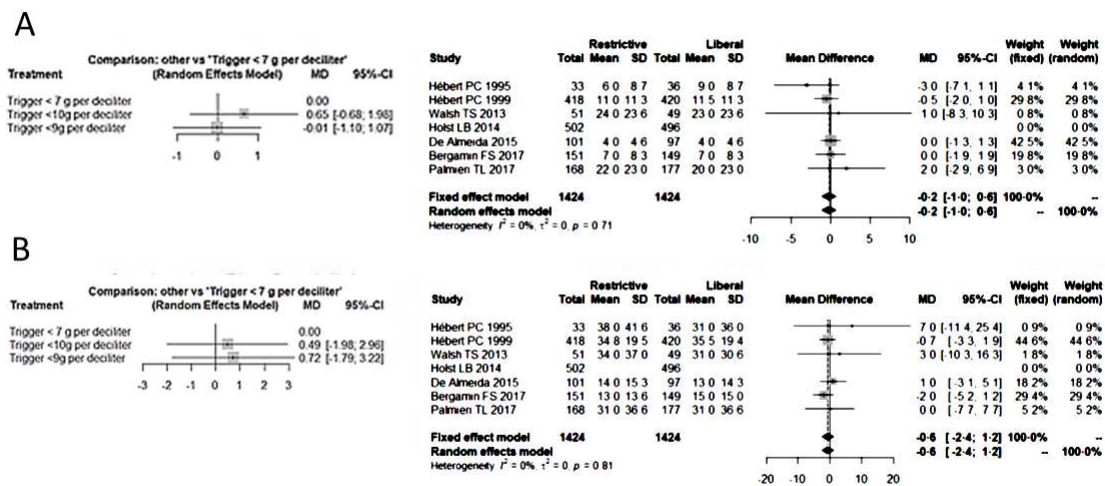 A
Comparison: other vs 'Trigger < 7 g per deciliter'
Treatment (Random Effects Model) MD 95%-CI
Trigger < 7 g per deciliter 0.00
Trigger <10g per deciliter 0.65 [-0.68; 1.98]
Trigger <9g per deciliter -0.01 [-1.10; 1.07]
-1 0 1
Restrictive Liberal Weight Weight
Study Total Mean SD Total Mean SD Mean Difference MD 95%-CI (fixed) (random)
Hébert PC 1995 33 6 0 8 7 36 9 0 8 7 -3 0 [-7 1, 1 1] 4 1% 4 1%
Hébert PC 1999 418 11 0 11 3 420 11 5 11 3 -0 5 [-2 0, 1 0] 29 8% 29 8%
Walsh TS 2013 51 24 0 23 6 49 23 0 23 6 1 0 [-8 3, 10 3] 0 8% 0 8%
Holst LB 2014 502 496 0 0% 0 0%
De Almeida 2015 101 4 0 4 6 97 4 0 4 6 0 0 [-1 3, 1 3] 42 5% 42 5%
Bergamin FS 2017 151 7 0 8 3 149 7 0 8 3 0 0 [-1 9, 1 9] 19 8% 19 8%
Palmieri TL 2017 168 22 0 23 0 177 20 0 23 0 2 0 [-2 9, 6 9] 3 0% 3 0%
Fixed effect model 1424 1424 -0·2 [-1·0; 0·6] 100·0% --
Random effects model -0·2 [-1·0; 0·6] -- 100·0%
Heterogeneity I² = 0%, τ² = 0, p = 0 71
-10 -5 0 5 10
B
Comparison: other vs 'Trigger < 7 g per deciliter'
Treatment (Random Effects Model) MD 95%-CI
Trigger < 7 g per deciliter 0.00
Trigger <10g per deciliter 0.49 [-1.98; 2.96]
Trigger <9g per deciliter 0.72 [-1.79; 3.22]
-3 -2 -1 0 1 2 3
Restrictive Liberal Weight Weight
Study Total Mean SD Total Mean SD Mean Difference MD 95%-CI (fixed) (random)
Hébert PC 1995 33 38 0 41 6 36 31 0 36 0 7 0 [-11 4, 25 4] 0 9% 0 9%
Hébert PC 1999 418 34 8 19 5 420 35 5 19 4 -0 7 [-3 3, 1 9] 44 6% 44 6%
Walsh TS 2013 51 34 0 37 0 49 31 0 30 6 3 0 [-10 3, 16 3] 1 8% 1 8%
Holst LB 2014 502 496 0 0% 0 0%
De Almeida 2015 101 14 0 15 3 97 13 0 14 3 1 0 [-3 1, 5 1] 18 2% 18 2%
Bergamin FS 2017 151 13 0 13 6 149 15 0 15 0 -2 0 [-5 2, 1 2] 29 4% 29 4%
Palmieri TL 2017 168 31 0 36 6 177 31 0 36 6 0 0 [-7 7, 7 7] 5 2% 5 2%
Fixed effect model 1424 1424 -0·6 [-2·4; 1·2] 100·0% --
Random effects model -0·6 [-2·4; 1·2] -- 100·0%
Heterogeneity I² = 0%, τ² = 0, p = 0 81
-20 -10 0 10 20